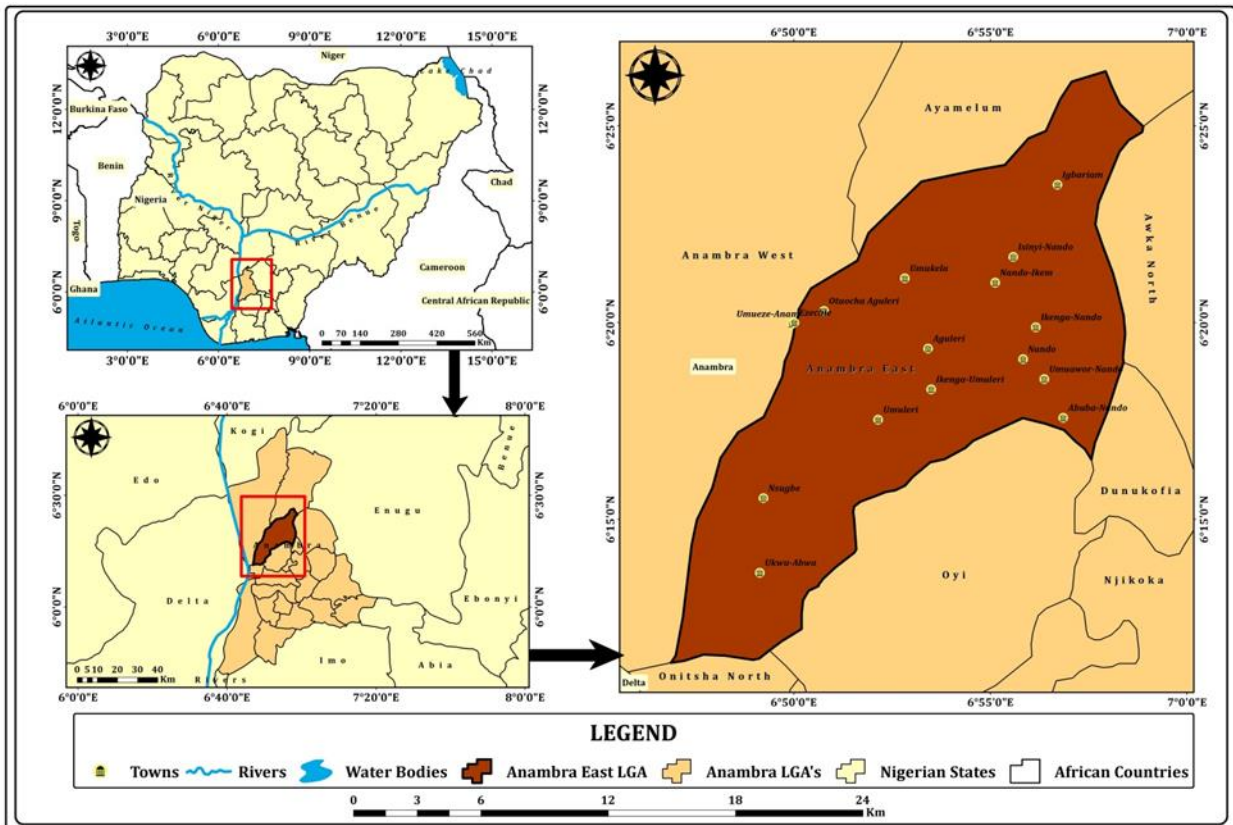 3°0'0"E 6°0'0"E 9°0'0"E 12°0'0"E 15°0'0"E
Niger
Lake Chad
Burkina Faso
12°0'0"N
12°0'0"N
Benin
Chad
Nigeria
River Niger
9°0'0"N
9°0'0"N
River Benue
Togo
Cameroon
Ghana
Central African Republic
6°0'0"N
6°0'0"N
Atlantic Ocean
0 70 140 280 420 560
Km
3°0'0"E 6°0'0"E 9°0'0"E 12°0'0"E 15°0'0"E
6°0'0"E 6°40'0"E 7°20'0"E 8°0'0"E
Kogi
Benue
Edo
6°30'0"N
6°30'0"N
Enugu
Anambra
Delta
Ebonyi
6°0'0"N
6°0'0"N
Imo
Abia
0 5 10 20 30 40
Km
Rivers
6°0'0"E 6°40'0"E 7°20'0"E 8°0'0"E
6°50'0"E 6°55'0"E 7°0'0"E
Ayamelum
6°25'0"N
6°25'0"N
Igbariam
Awka North
Anambra West
Isinyi-Nando
Umukela
Nando-Ikem
Otuocha Aguleri
Umueze-Anam
6°20'0"N
6°20'0"N
Ikenga-Nando
Aguleri
Nando
Anambra
Anambra East
Umuawor-Nando
Ikenga-Umuleri
Umuleri
Abuba-Nando
Nsugbe
Dunukofia
6°15'0"N
6°15'0"N
Ukwa-Abwa
Oyi
Njikoka
Onitsha North
Delta
6°50'0"E 6°55'0"E 7°0'0"E
LEGEND
Towns Rivers Water Bodies Anambra East LGA Anambra LGA's Nigerian States African Countries
0 3 6 12 18 24
Km